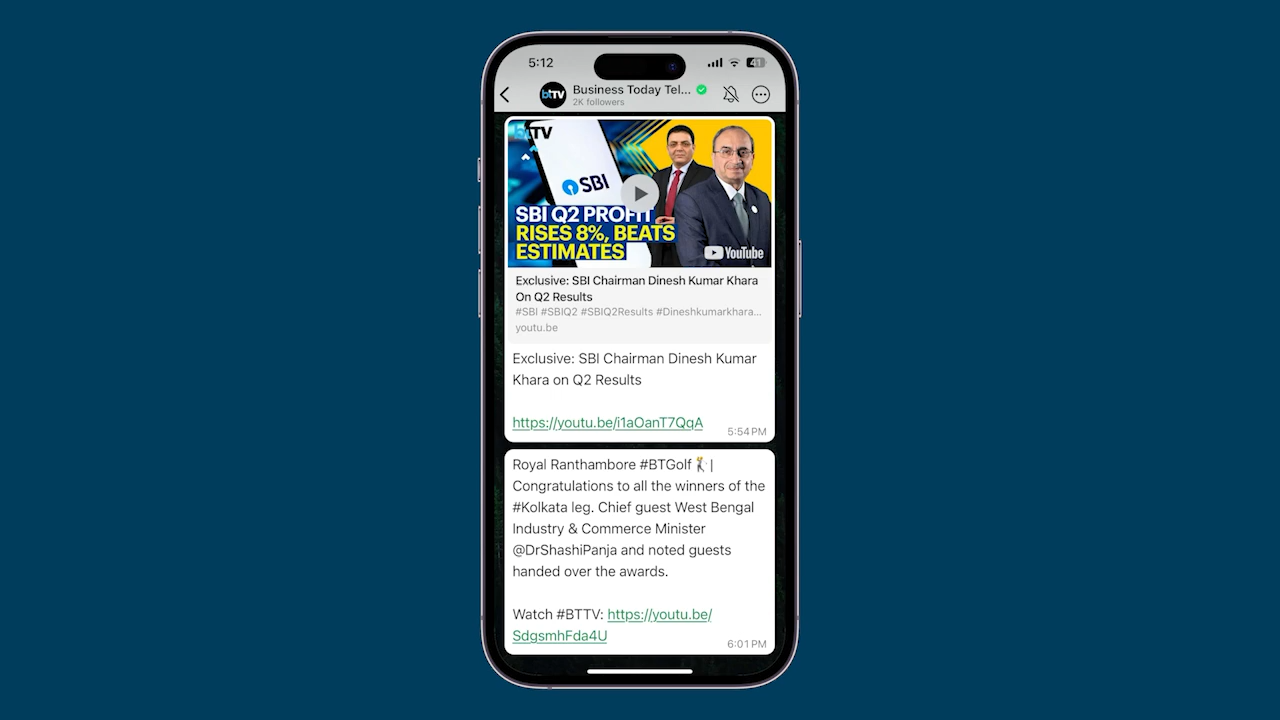 5:12
41
btTV
Business Today Tel...
2K followers
btTV
SBI
SBI Q2 PROFIT
RISES 8%, BEATS
ESTIMATES
YouTube
Exclusive: SBI Chairman Dinesh Kumar Khara
On Q2 Results
#SBI #SBIQ2 #SBIQ2Results #Dineshkumarkhara...
youtu.be
Exclusive: SBI Chairman Dinesh Kumar
Khara on Q2 Results
https://youtu.be/i1aOanT7QqA
5:54 PM
Royal Ranthambore #BTGolf🏌️|
Congratulations to all the winners of the
#Kolkata leg. Chief guest West Bengal
Industry & Commerce Minister
@DrShashiPanja and noted guests
handed over the awards.
Watch #BTTV: https://youtu.be/
SdgsmhFda4U
6:01 PM